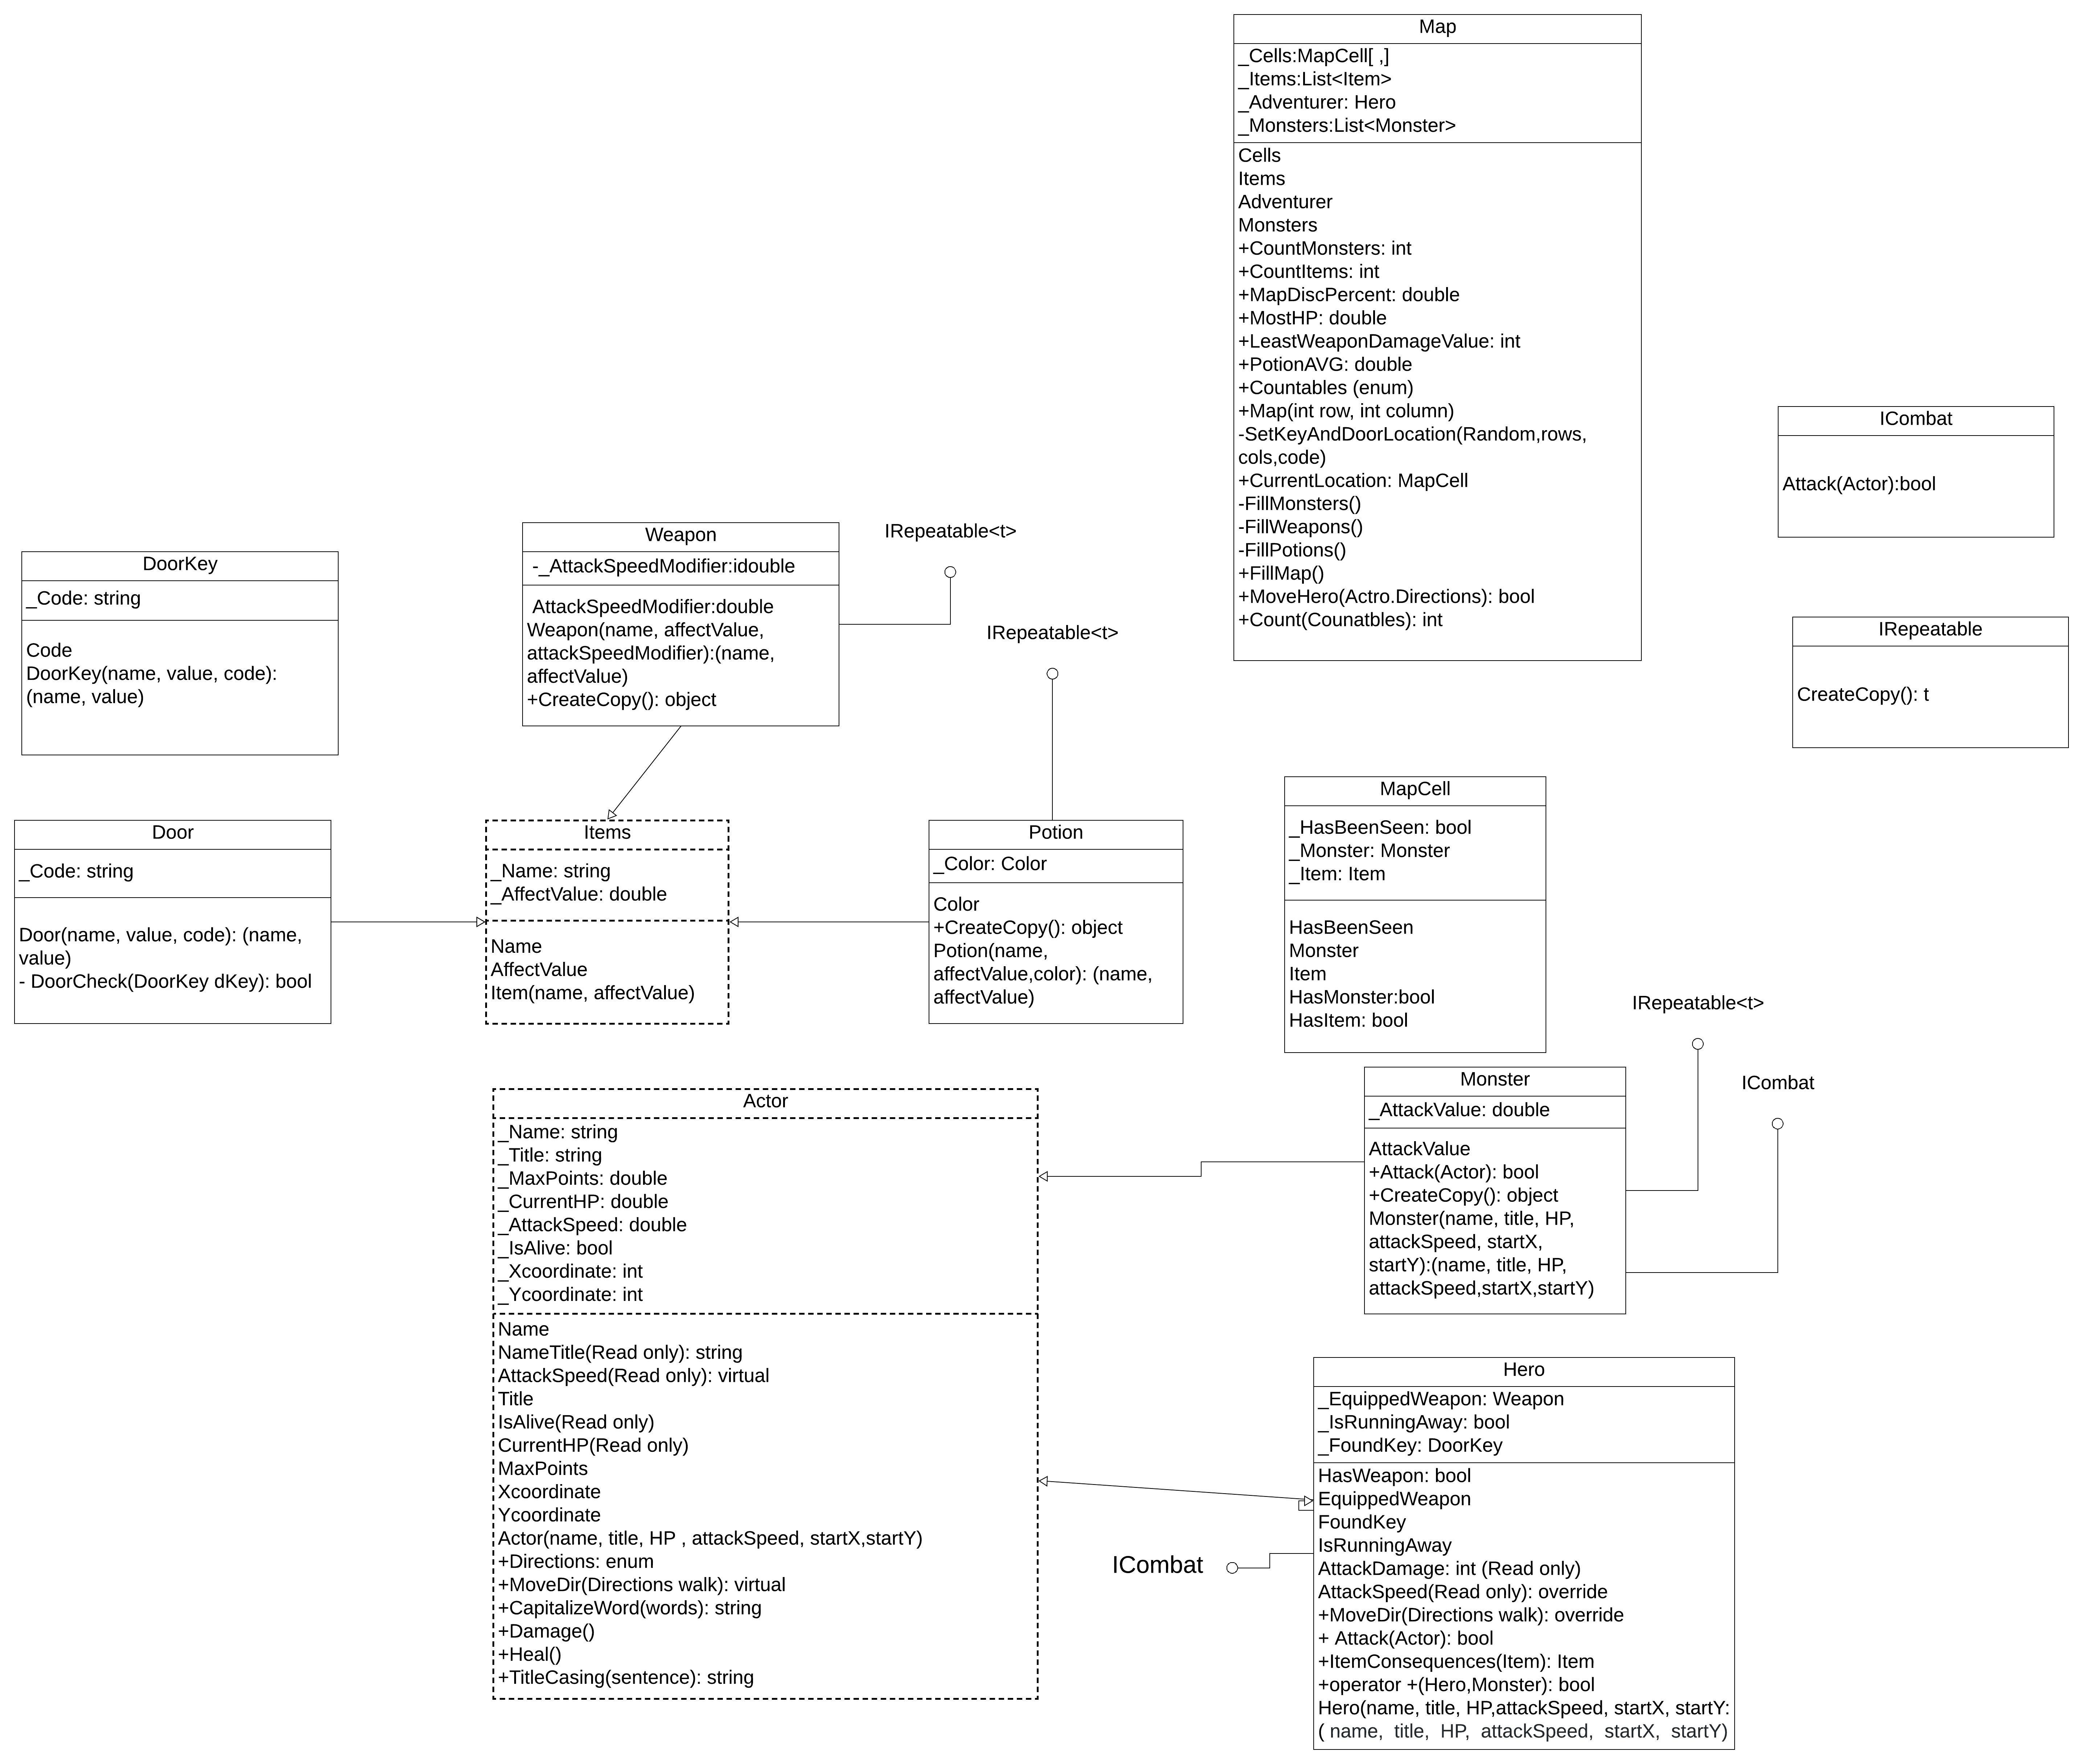 Map
_Cells:MapCell[ ,]
_Items:List<Item>
_Adventurer: Hero
_Monsters:List<Monster>
Cells
Items
Adventurer
Monsters
+CountMonsters: int
+CountItems: int
+MapDiscPercent: double
+MostHP: double
+LeastWeaponDamageValue: int
+PotionAVG: double
+Countables (enum)
+Map(int row, int column)
-SetKeyAndDoorLocation(Random,rows,
cols,code)
+CurrentLocation: MapCell
-FillMonsters()
-FillWeapons()
-FillPotions()
+FillMap()
+MoveHero(Actro.Directions): bool
+Count(Counatbles): int
ICombat
Attack(Actor):bool
IRepeatable
CreateCopy(): t
DoorKey
_Code: string
Code
DoorKey(name, value, code):
(name, value)
Weapon
-_AttackSpeedModifier:idouble
AttackSpeedModifier:double
Weapon(name, affectValue,
attackSpeedModifier):(name,
affectValue)
+CreateCopy(): object
IRepeatable<t>
IRepeatable<t>
Door
_Code: string
Door(name, value, code): (name,
value)
- DoorCheck(DoorKey dKey): bool
Items
_Name: string
_AffectValue: double
Name
AffectValue
Item(name, affectValue)
Potion
_Color: Color
Color
+CreateCopy(): object
Potion(name,
affectValue,color): (name,
affectValue)
MapCell
_HasBeenSeen: bool
_Monster: Monster
_Item: Item
HasBeenSeen
Monster
Item
HasMonster:bool
HasItem: bool
IRepeatable<t>
ICombat
Actor
_Name: string
_Title: string
_MaxPoints: double
_CurrentHP: double
_AttackSpeed: double
_IsAlive: bool
_Xcoordinate: int
_Ycoordinate: int
Name
NameTitle(Read only): string
AttackSpeed(Read only): virtual
Title
IsAlive(Read only)
CurrentHP(Read only)
MaxPoints
Xcoordinate
Ycoordinate
Actor(name, title, HP , attackSpeed, startX,startY)
+Directions: enum
+MoveDir(Directions walk): virtual
+CapitalizeWord(words): string
+Damage()
+Heal()
+TitleCasing(sentence): string
Monster
_AttackValue: double
AttackValue
+Attack(Actor): bool
+CreateCopy(): object
Monster(name, title, HP,
attackSpeed, startX,
startY):(name, title, HP,
attackSpeed,startX,startY)
ICombat
Hero
_EquippedWeapon: Weapon
_IsRunningAway: bool
_FoundKey: DoorKey
HasWeapon: bool
EquippedWeapon
FoundKey
IsRunningAway
AttackDamage: int (Read only)
AttackSpeed(Read only): override
+MoveDir(Directions walk): override
+ Attack(Actor): bool
+ItemConsequences(Item): Item
+operator +(Hero,Monster): bool
Hero(name, title, HP,attackSpeed, startX, startY:
( name, title, HP, attackSpeed, startX, startY)